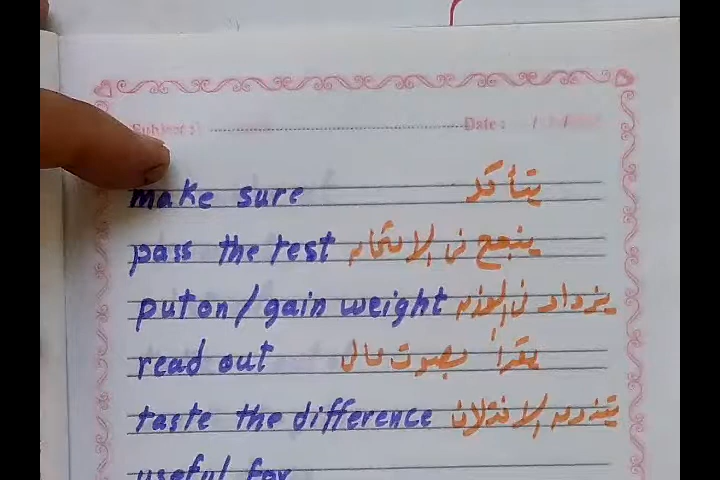 Subject: Date: / /
make sure يتأكد
pass the test ينجح في الامتحان
put on/gain weight يزداد في الوزن
read out يقرأ بصوت عال
taste the difference يتذوق الاختلاف
useful for